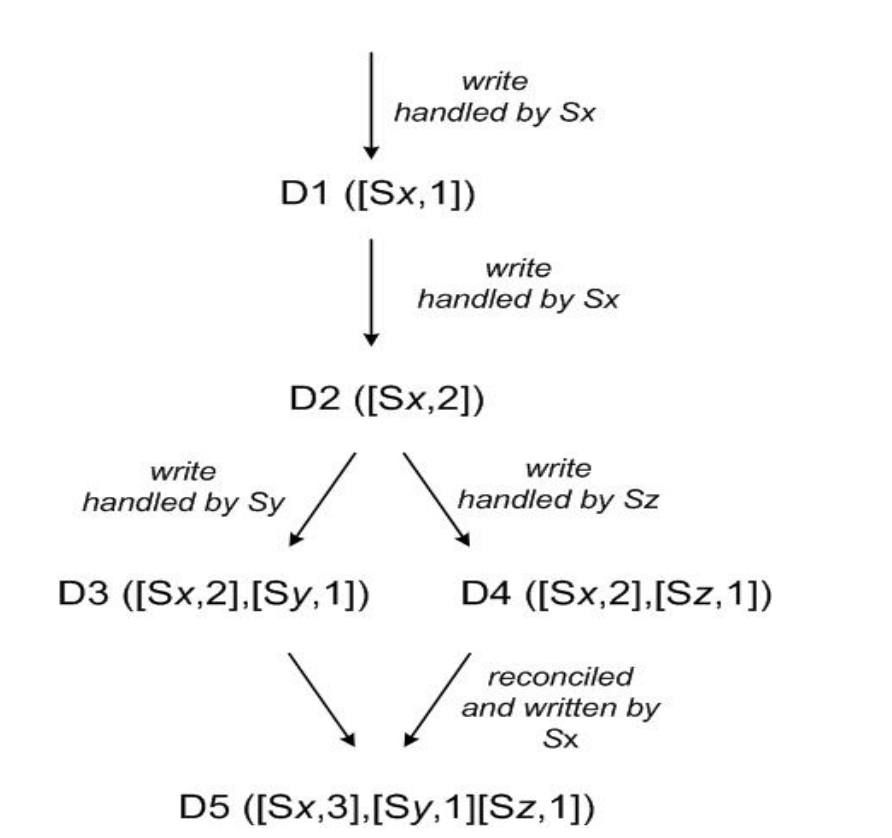 write
handled by Sx
D1 ([Sx,1])
write
handled by Sx
D2 ([Sx,2])
write
handled by Sy
write
handled by Sz
D3 ([Sx,2],[Sy,1])
D4 ([Sx,2],[Sz,1])
reconciled
and written by
Sx
D5 ([Sx,3],[Sy,1][Sz,1])